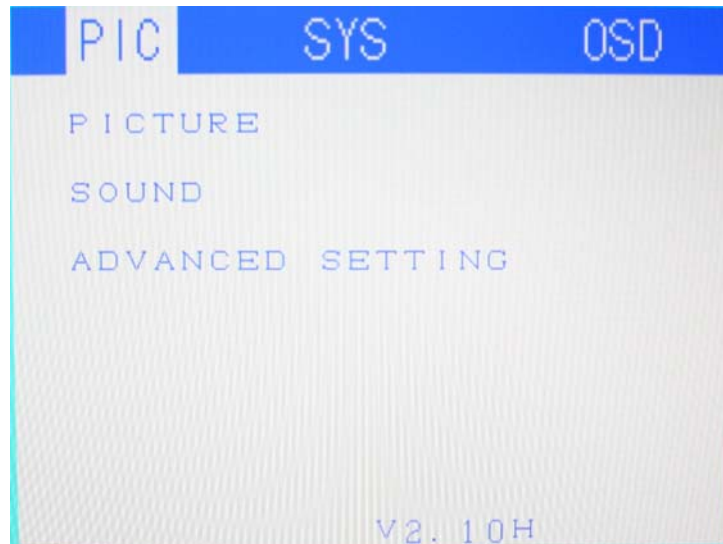 PIC SYS OSD
PICTURE
SOUND
ADVANCED SETTING
V2.10H